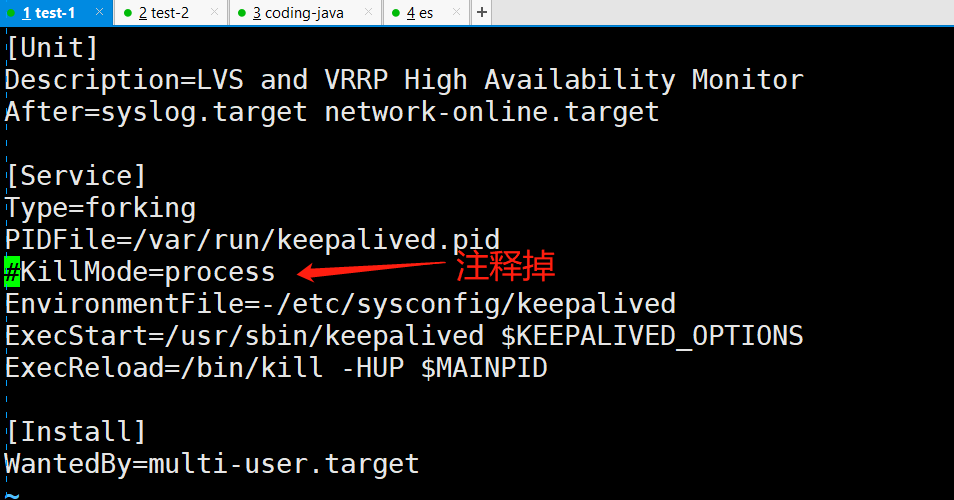 1 test-1 × 2 test-2 × 3 coding-java × 4 es × +
[Unit]
Description=LVS and VRRP High Availability Monitor
After=syslog.target network-online.target
[Service]
Type=forking
PIDFile=/var/run/keepalived.pid
#KillMode=process 注释掉
EnvironmentFile=-/etc/sysconfig/keepalived
ExecStart=/usr/sbin/keepalived $KEEPALIVED_OPTIONS
ExecReload=/bin/kill -HUP $MAINPID
[Install]
WantedBy=multi-user.target
~